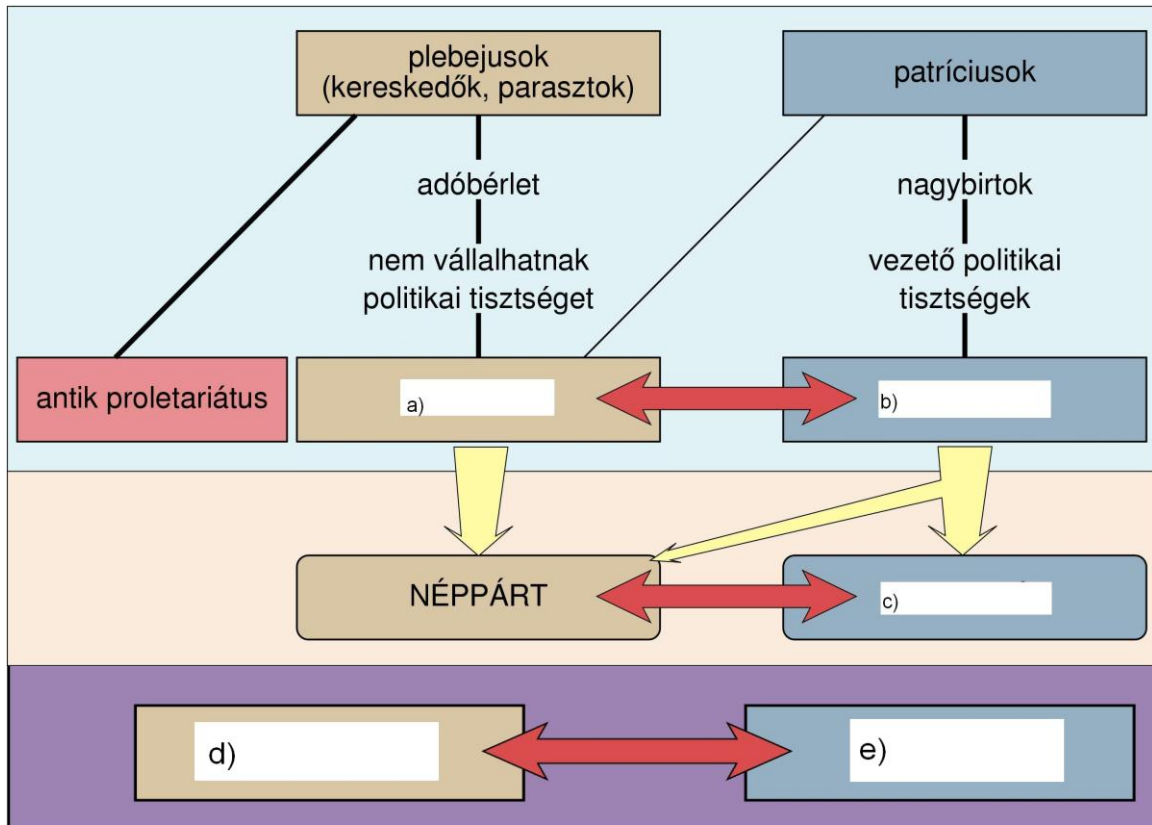 plebejusok
(kereskedők, parasztok)
patríciusok
adóbérlet
nagybirtok
nem vállalhatnak
politikai tisztséget
vezető politikai
tisztségek
antik proletariátus
a)
b)
NÉPPÁRT
c)
d)
e)